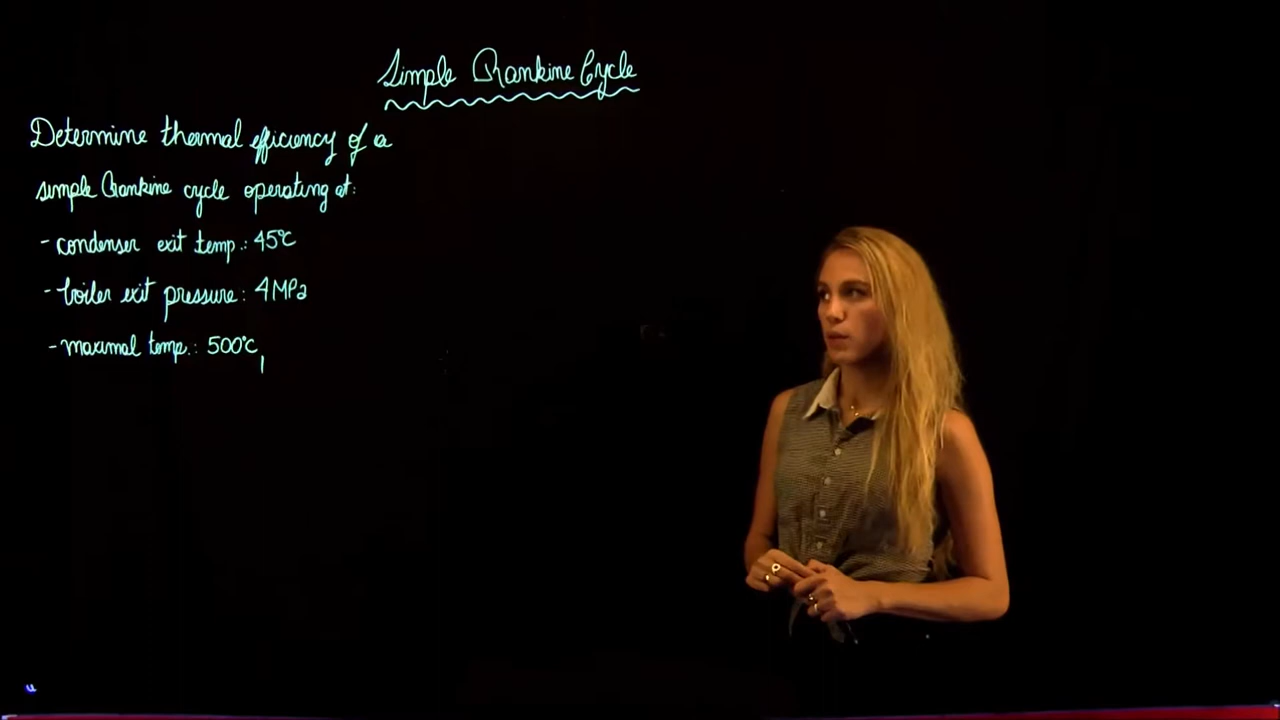 Simple Rankine Cycle
Determine thermal efficiency of a
simple Rankine cycle operating at:
- condenser exit temp.: 45°C
- boiler exit pressure: 4MPa
- maximal temp.: 500°C